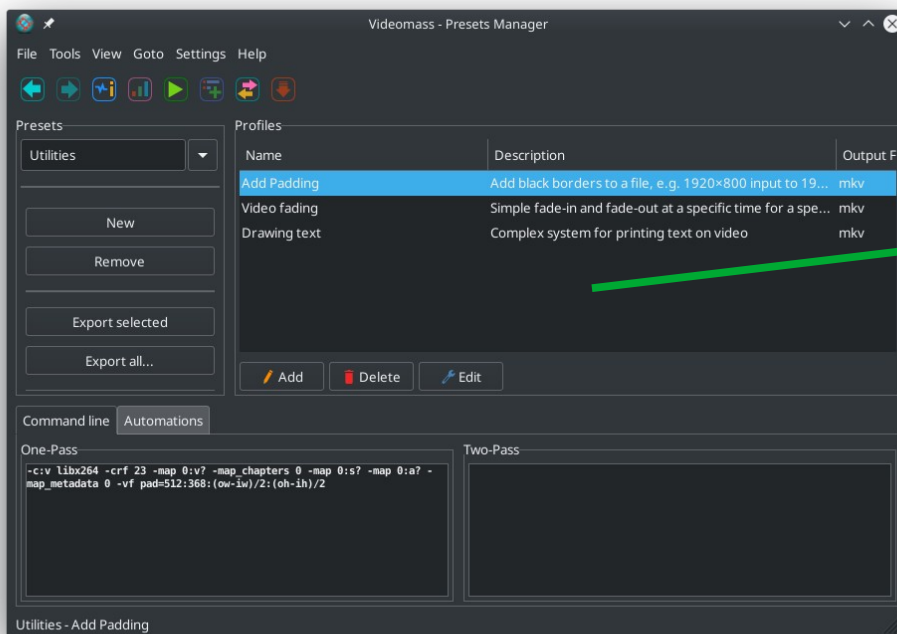 Videomass - Presets Manager
File Tools View Goto Settings Help
Presets
Profiles
Utilities
Name Description Output F
Add Padding Add black borders to a file, e.g. 1920×800 input to 19... mkv
Video fading Simple fade-in and fade-out at a specific time for a spe... mkv
Drawing text Complex system for printing text on video mkv
New
Remove
Export selected
Export all...
Add Delete Edit
Command line Automations
One-Pass Two-Pass
-c:v libx264 -crf 23 -map 0:v? -map_chapters 0 -map 0:s? -map 0:a? -
map_metadata 0 -vf pad=512:368:(ow-iw)/2:(oh-ih)/2
Utilities - Add Padding